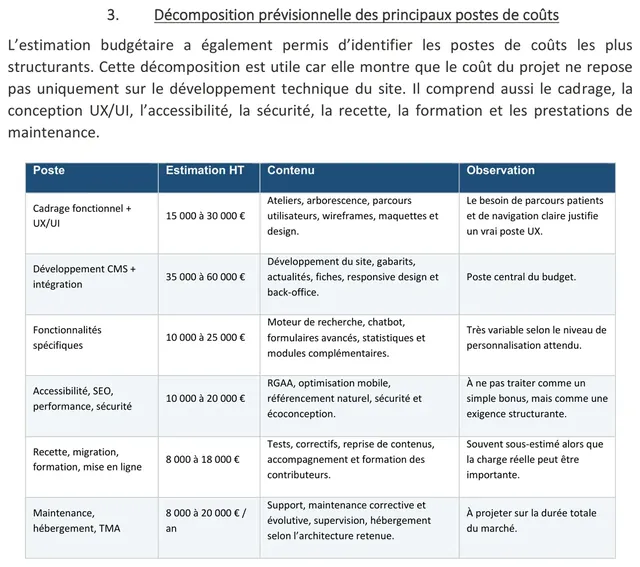 3. Décomposition prévisionnelle des principaux postes de coûts
L’estimation budgétaire a également permis d’identifier les postes de coûts les plus
structurants. Cette décomposition est utile car elle montre que le coût du projet ne repose
pas uniquement sur le développement technique du site. Il comprend aussi le cadrage, la
conception UX/UI, l’accessibilité, la sécurité, la recette, la formation et les prestations de
maintenance.
Poste Estimation HT Contenu Observation
Cadrage fonctionnel +
UX/UI
15 000 à 30 000 €
Ateliers, arborescence, parcours
utilisateurs, wireframes, maquettes et
design.
Le besoin de parcours patients
et de navigation claire justifie
un vrai poste UX.
Développement CMS +
intégration
35 000 à 60 000 €
Développement du site, gabarits,
actualités, fiches, responsive design et
back-office.
Poste central du budget.
Fonctionnalités
spécifiques
10 000 à 25 000 €
Moteur de recherche, chatbot,
formulaires avancés, statistiques et
modules complémentaires.
Très variable selon le niveau de
personnalisation attendu.
Accessibilité, SEO,
performance, sécurité
10 000 à 20 000 €
RGAA, optimisation mobile,
référencement naturel, sécurité et
écoconception.
À ne pas traiter comme un
simple bonus, mais comme une
exigence structurante.
Recette, migration,
formation, mise en ligne
8 000 à 18 000 €
Tests, correctifs, reprise de contenus,
accompagnement et formation des
contributeurs.
Souvent sous-estimé alors que
la charge réelle peut être
importante.
Maintenance,
hébergement, TMA
8 000 à 20 000 € /
an
Support, maintenance corrective et
évolutive, supervision, hébergement
selon l’architecture retenue.
À projeter sur la durée totale
du marché.